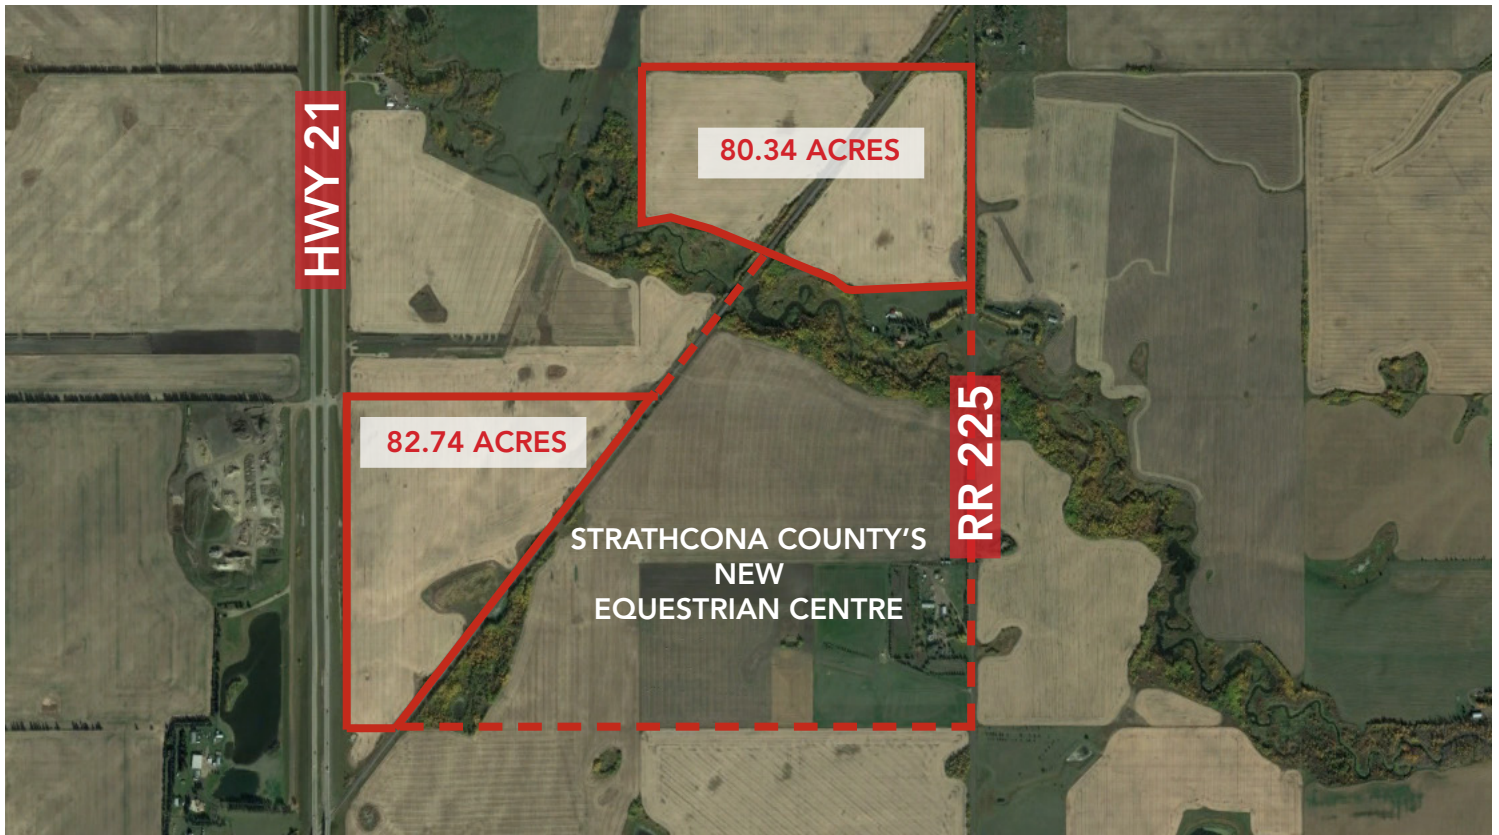 HWY 21
80.34 ACRES
RR 225
82.74 ACRES
STRATHCONA COUNTY'S
NEW
EQUESTRIAN CENTRE